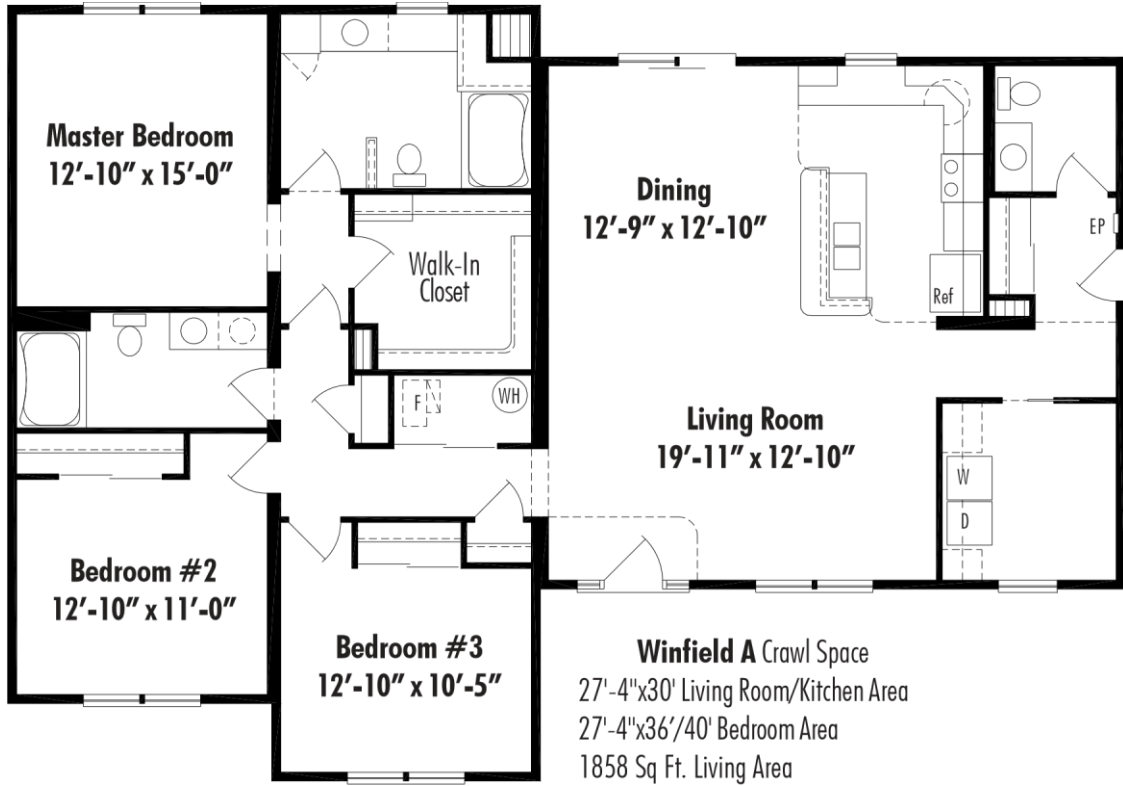 Master Bedroom
12'-10" x 15'-0"
Dining
12'-9" x 12'-10"
EP
Walk-In
Closet
Ref
F
WH
Living Room
19'-11" x 12'-10"
W
D
Bedroom #2
12'-10" x 11'-0"
Bedroom #3
12'-10" x 10'-5"
Winfield A Crawl Space
27'-4"x30' Living Room/Kitchen Area
27'-4"x36'/40' Bedroom Area
1858 Sq Ft. Living Area